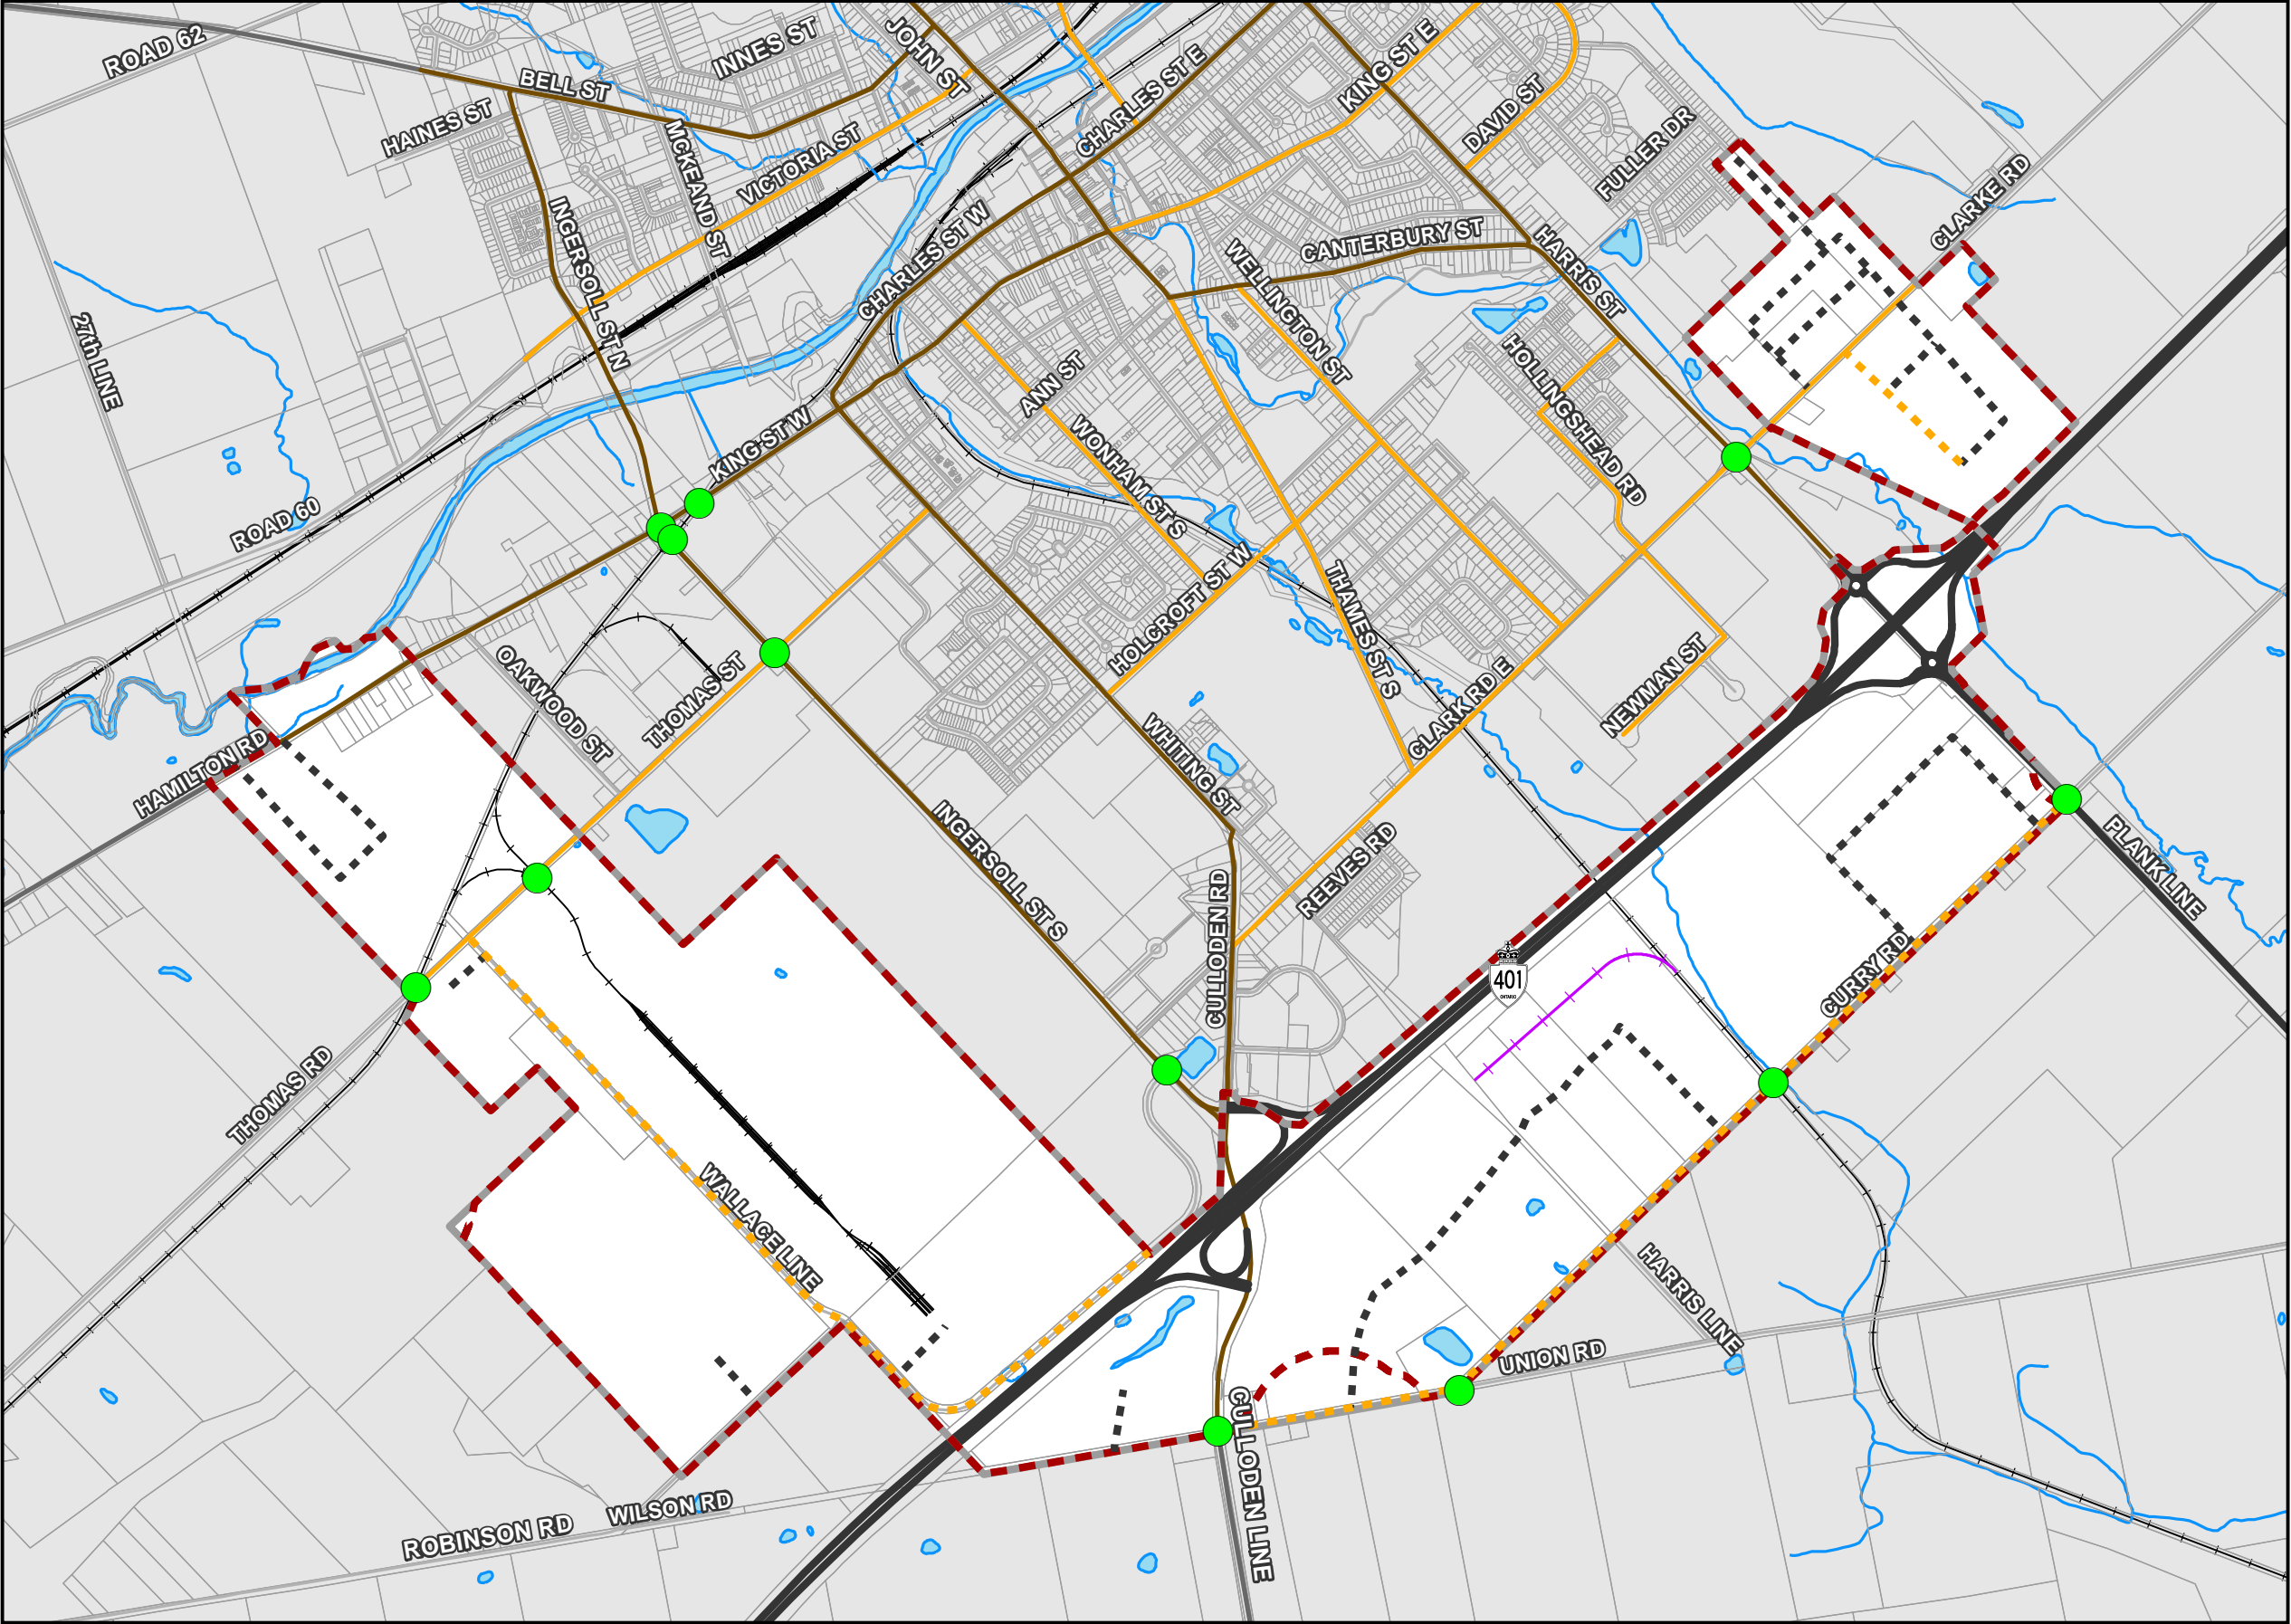 ROAD 62
BELL ST
INNES ST
JOHN ST
HAINES ST
MCKEAND ST
VICTORIA ST
CHARLES ST E
KING ST E
DAVID ST
FULLER DR
CLARKE RD
INGERSOLL ST N
CHARLES ST W
WELLINGTON ST
CANTERBURY ST
HARRIS ST
27th LINE
ANN ST
HOLLINGSHEAD RD
KING ST W
WONHAM ST S
ROAD 60
HOLCROFT ST W
THAMES ST S
OAKWOOD ST
THOMAS ST
CLARK RD E
NEWMAN ST
HAMILTON RD
WHITING ST
INGERSOLL ST S
CULLODEN RD
REEVES RD
PLANK LINE
401
ONTARIO
CURRY RD
THOMAS RD
WALLACE LINE
HARRIS LINE
UNION RD
CULLODEN LINE
ROBINSON RD
WILSON RD